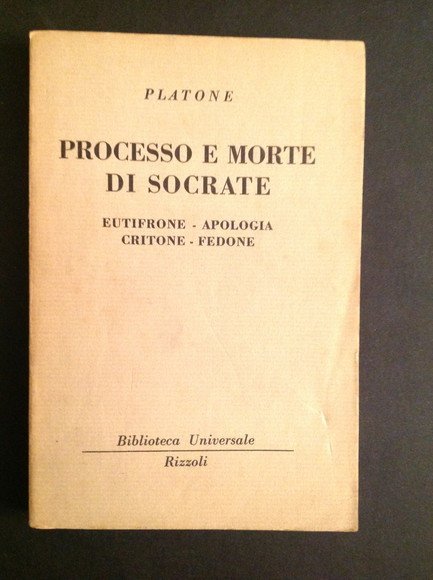 PLATONE
PROCESSO E MORTE
DI SOCRATE
EUTIFRONE - APOLOGIA
CRITONE - FEDONE
Biblioteca Universale
Rizzoli